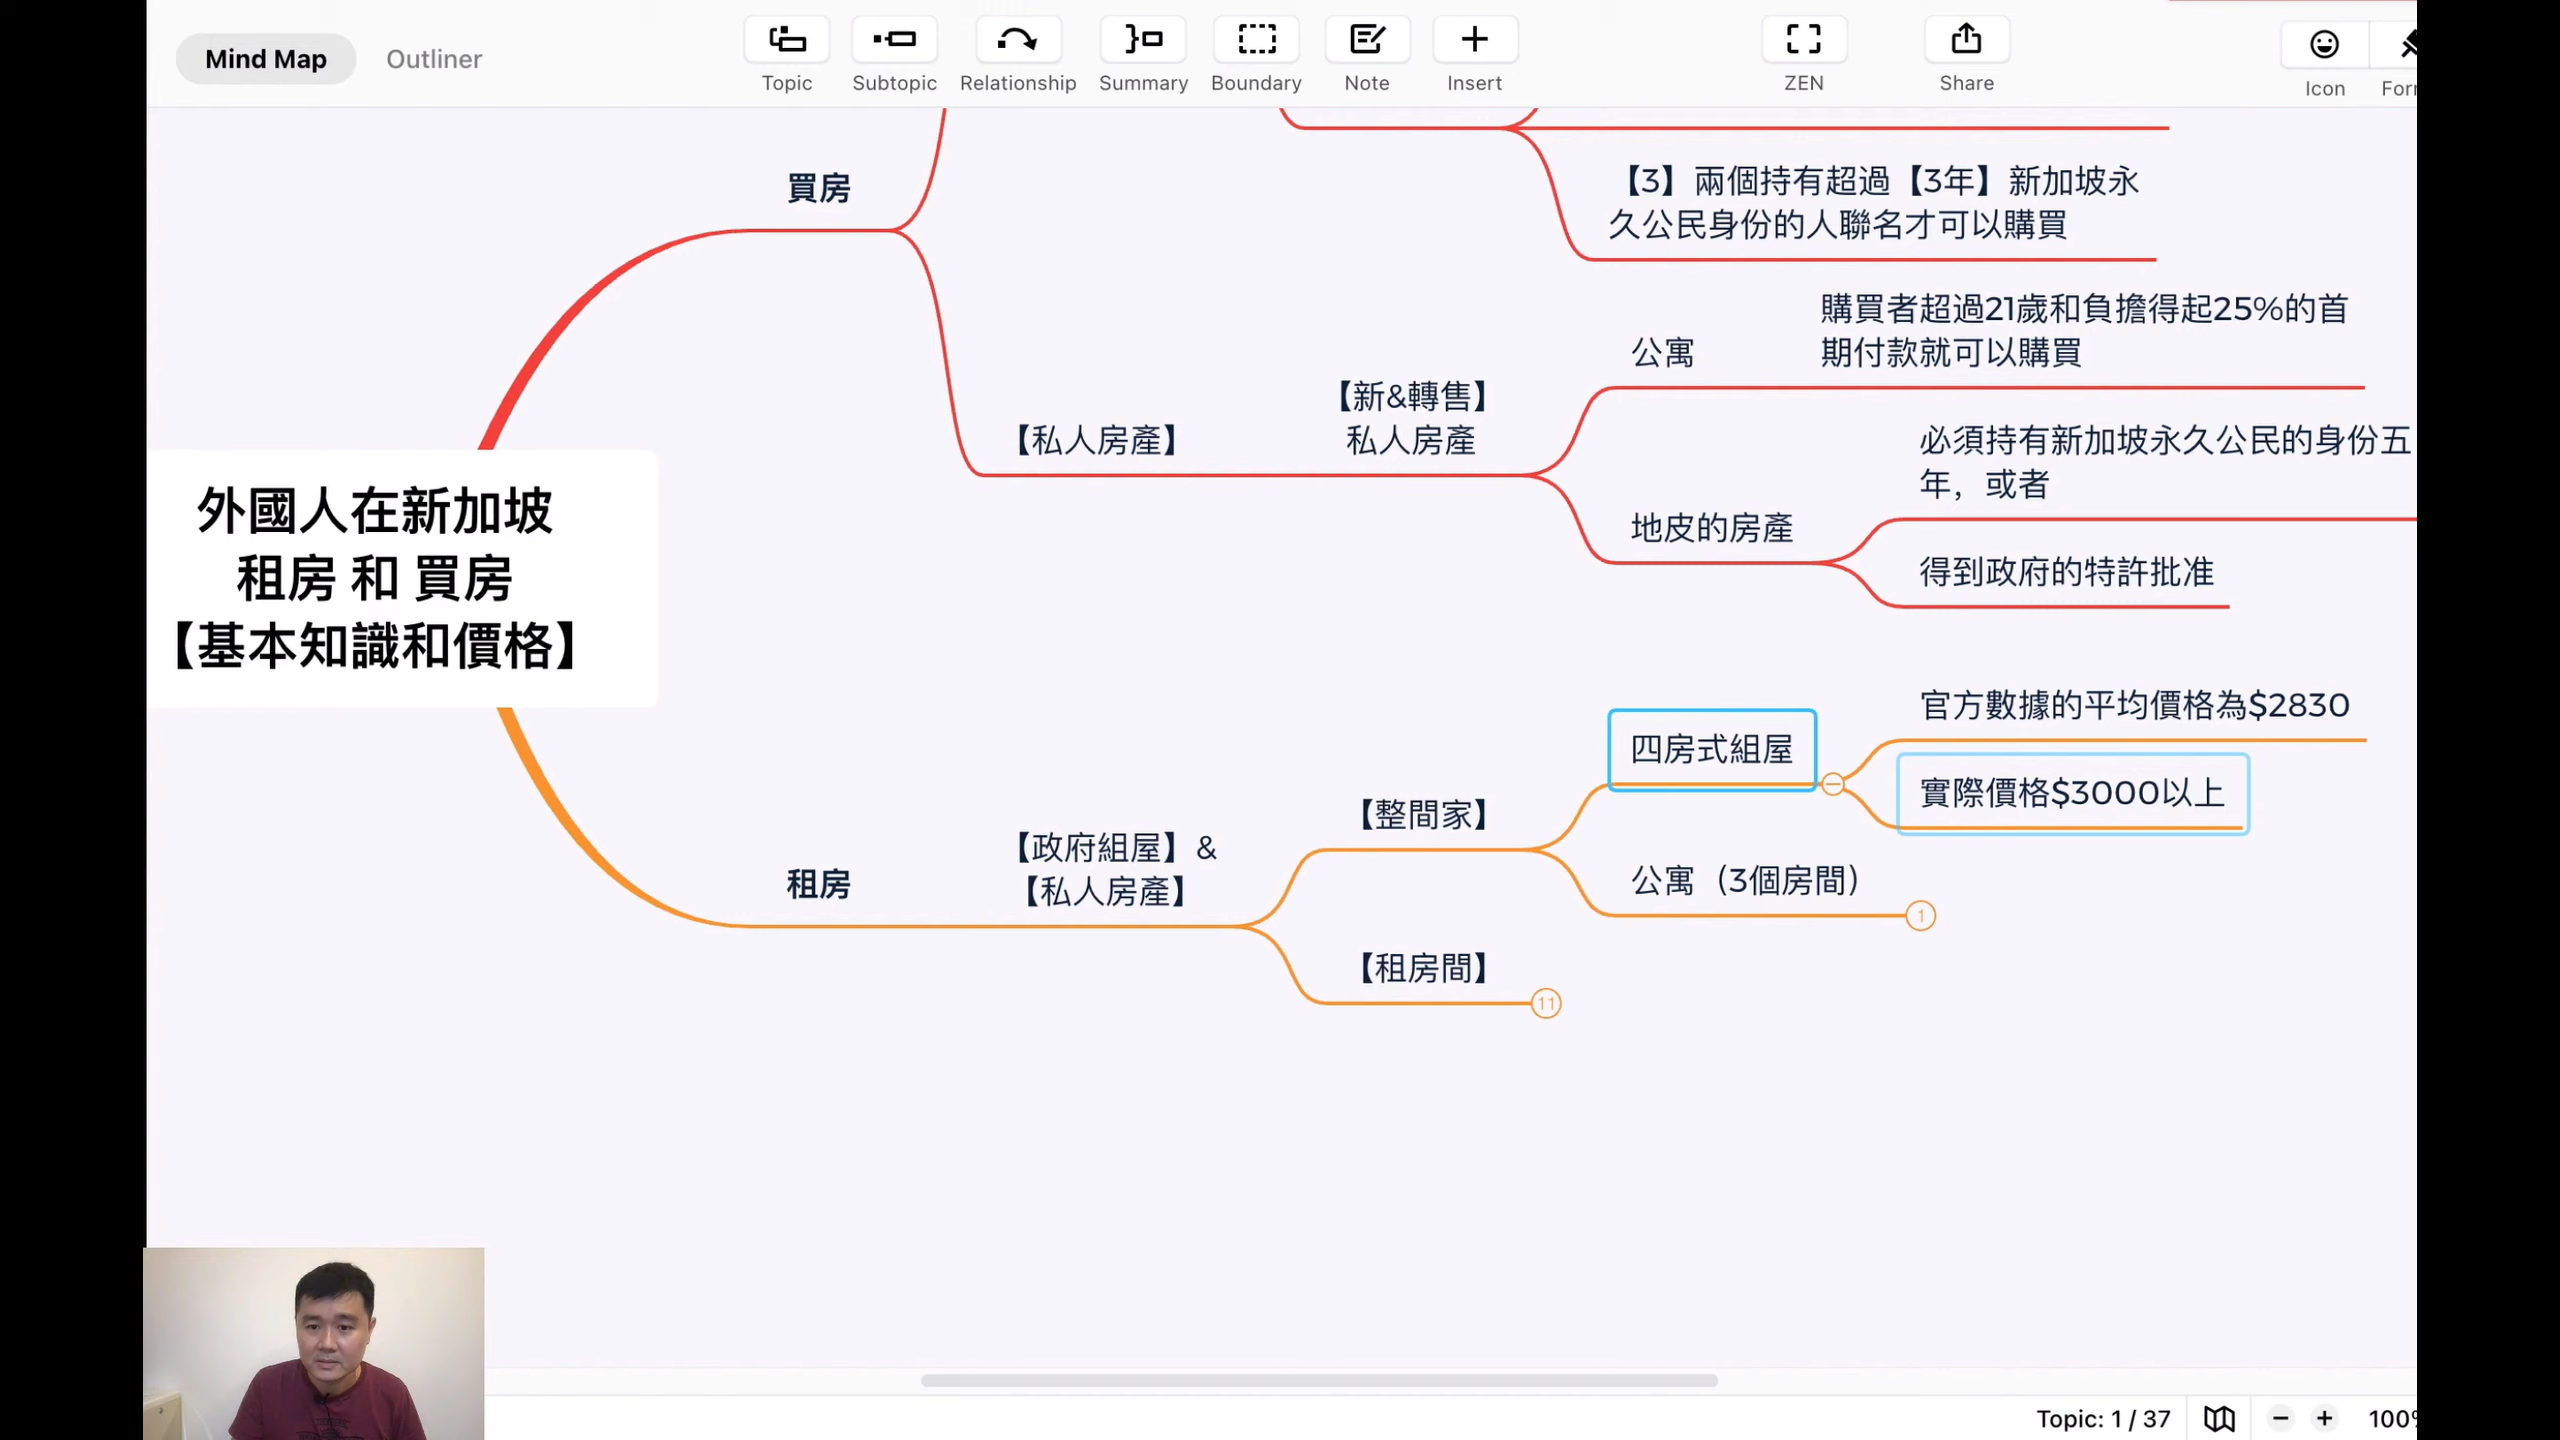 Mind Map
Outliner
Topic
Subtopic
Relationship
Summary
Boundary
Note
Insert
ZEN
Share
Icon
買房
【3】兩個持有超過【3年】新加坡永
久公民身份的人聯名才可以購買
【私人房產】
【新&轉售】
私人房產
公寓
購買者超過21歲和負擔得起25%的首
期付款就可以購買
地皮的房產
必須持有新加坡永久公民的身份五
年，或者
得到政府的特許批准
外國人在新加坡
租房 和 買房
【基本知識和價格】
租房
【政府組屋】&
【私人房產】
【整間家】
四房式組屋
官方數據的平均價格為$2830
實際價格$3000以上
公寓（3個房間）
1
【租房間】
11
Topic: 1 / 37
100%